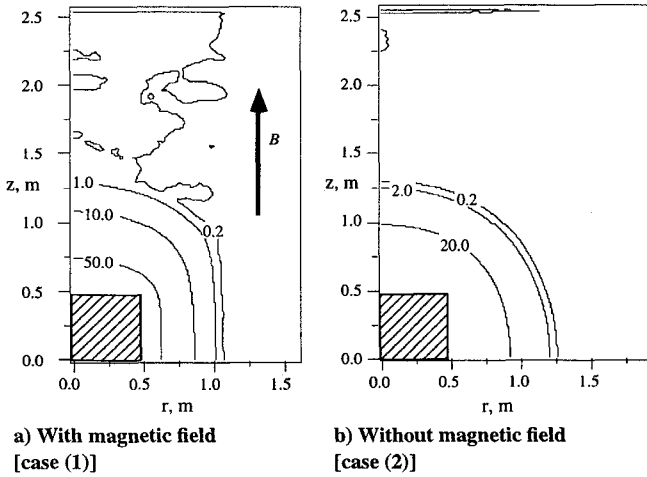 2.5
2.0
1.5
z, m
1.0
0.5
0.0
0.0 0.5 1.0 1.5
r, m
1.0
-10.0
-50.0
0.2
B
a) With magnetic field
[case (1)]
2.5
2.0
1.5
z, m
1.0
0.5
0.0
0.0 0.5 1.0 1.5
r, m
2.0
0.2
20.0
b) Without magnetic field
[case (2)]